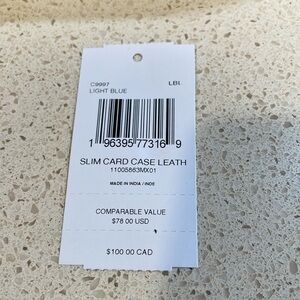 C9997 LBL
LIGHT BLUE
1 96395 77316 9
SLIM CARD CASE LEATH
11005863MX01
MADE IN INDIA / INDE
COMPARABLE VALUE
$78.00 USD
$100.00 CAD